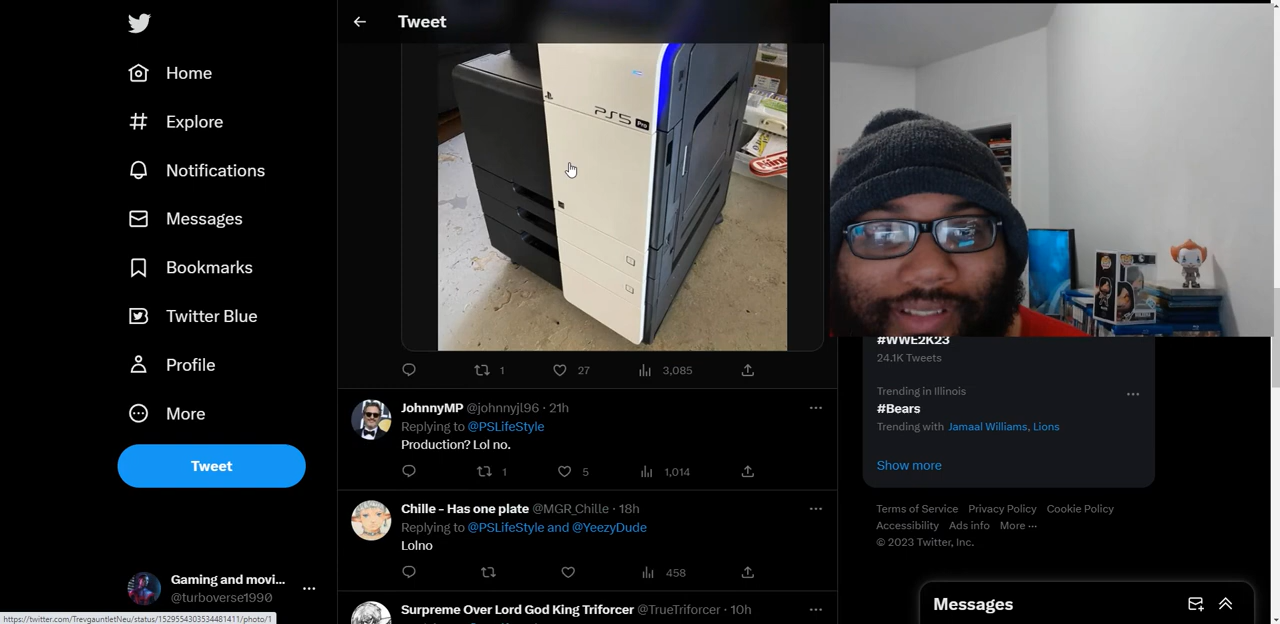 Tweet
Home
Explore
Notifications
Messages
Bookmarks
Twitter Blue
Profile
More
Tweet
Gaming and movi...
@turboverse1990
https://twitter.com/TrevgauntletNeu/status/1529554303534481411/photo/1
PS5 Pro
1
27
3,085
JohnnyMP @johnnyjl96 · 21h
Replying to @PSLifeStyle
Production? Lol no.
1
5
1,014
Chille - Has one plate @MGR_Chille · 18h
Replying to @PSLifeStyle and @YeezyDude
Lolno
458
Surpreme Over Lord God King Triforcer @TrueTriforcer · 10h
#WWE2K23
24.1K Tweets
Trending in Illinois
#Bears
Trending with Jamaal Williams, Lions
Show more
Terms of Service Privacy Policy Cookie Policy
Accessibility Ads info More ···
© 2023 Twitter, Inc.
Messages